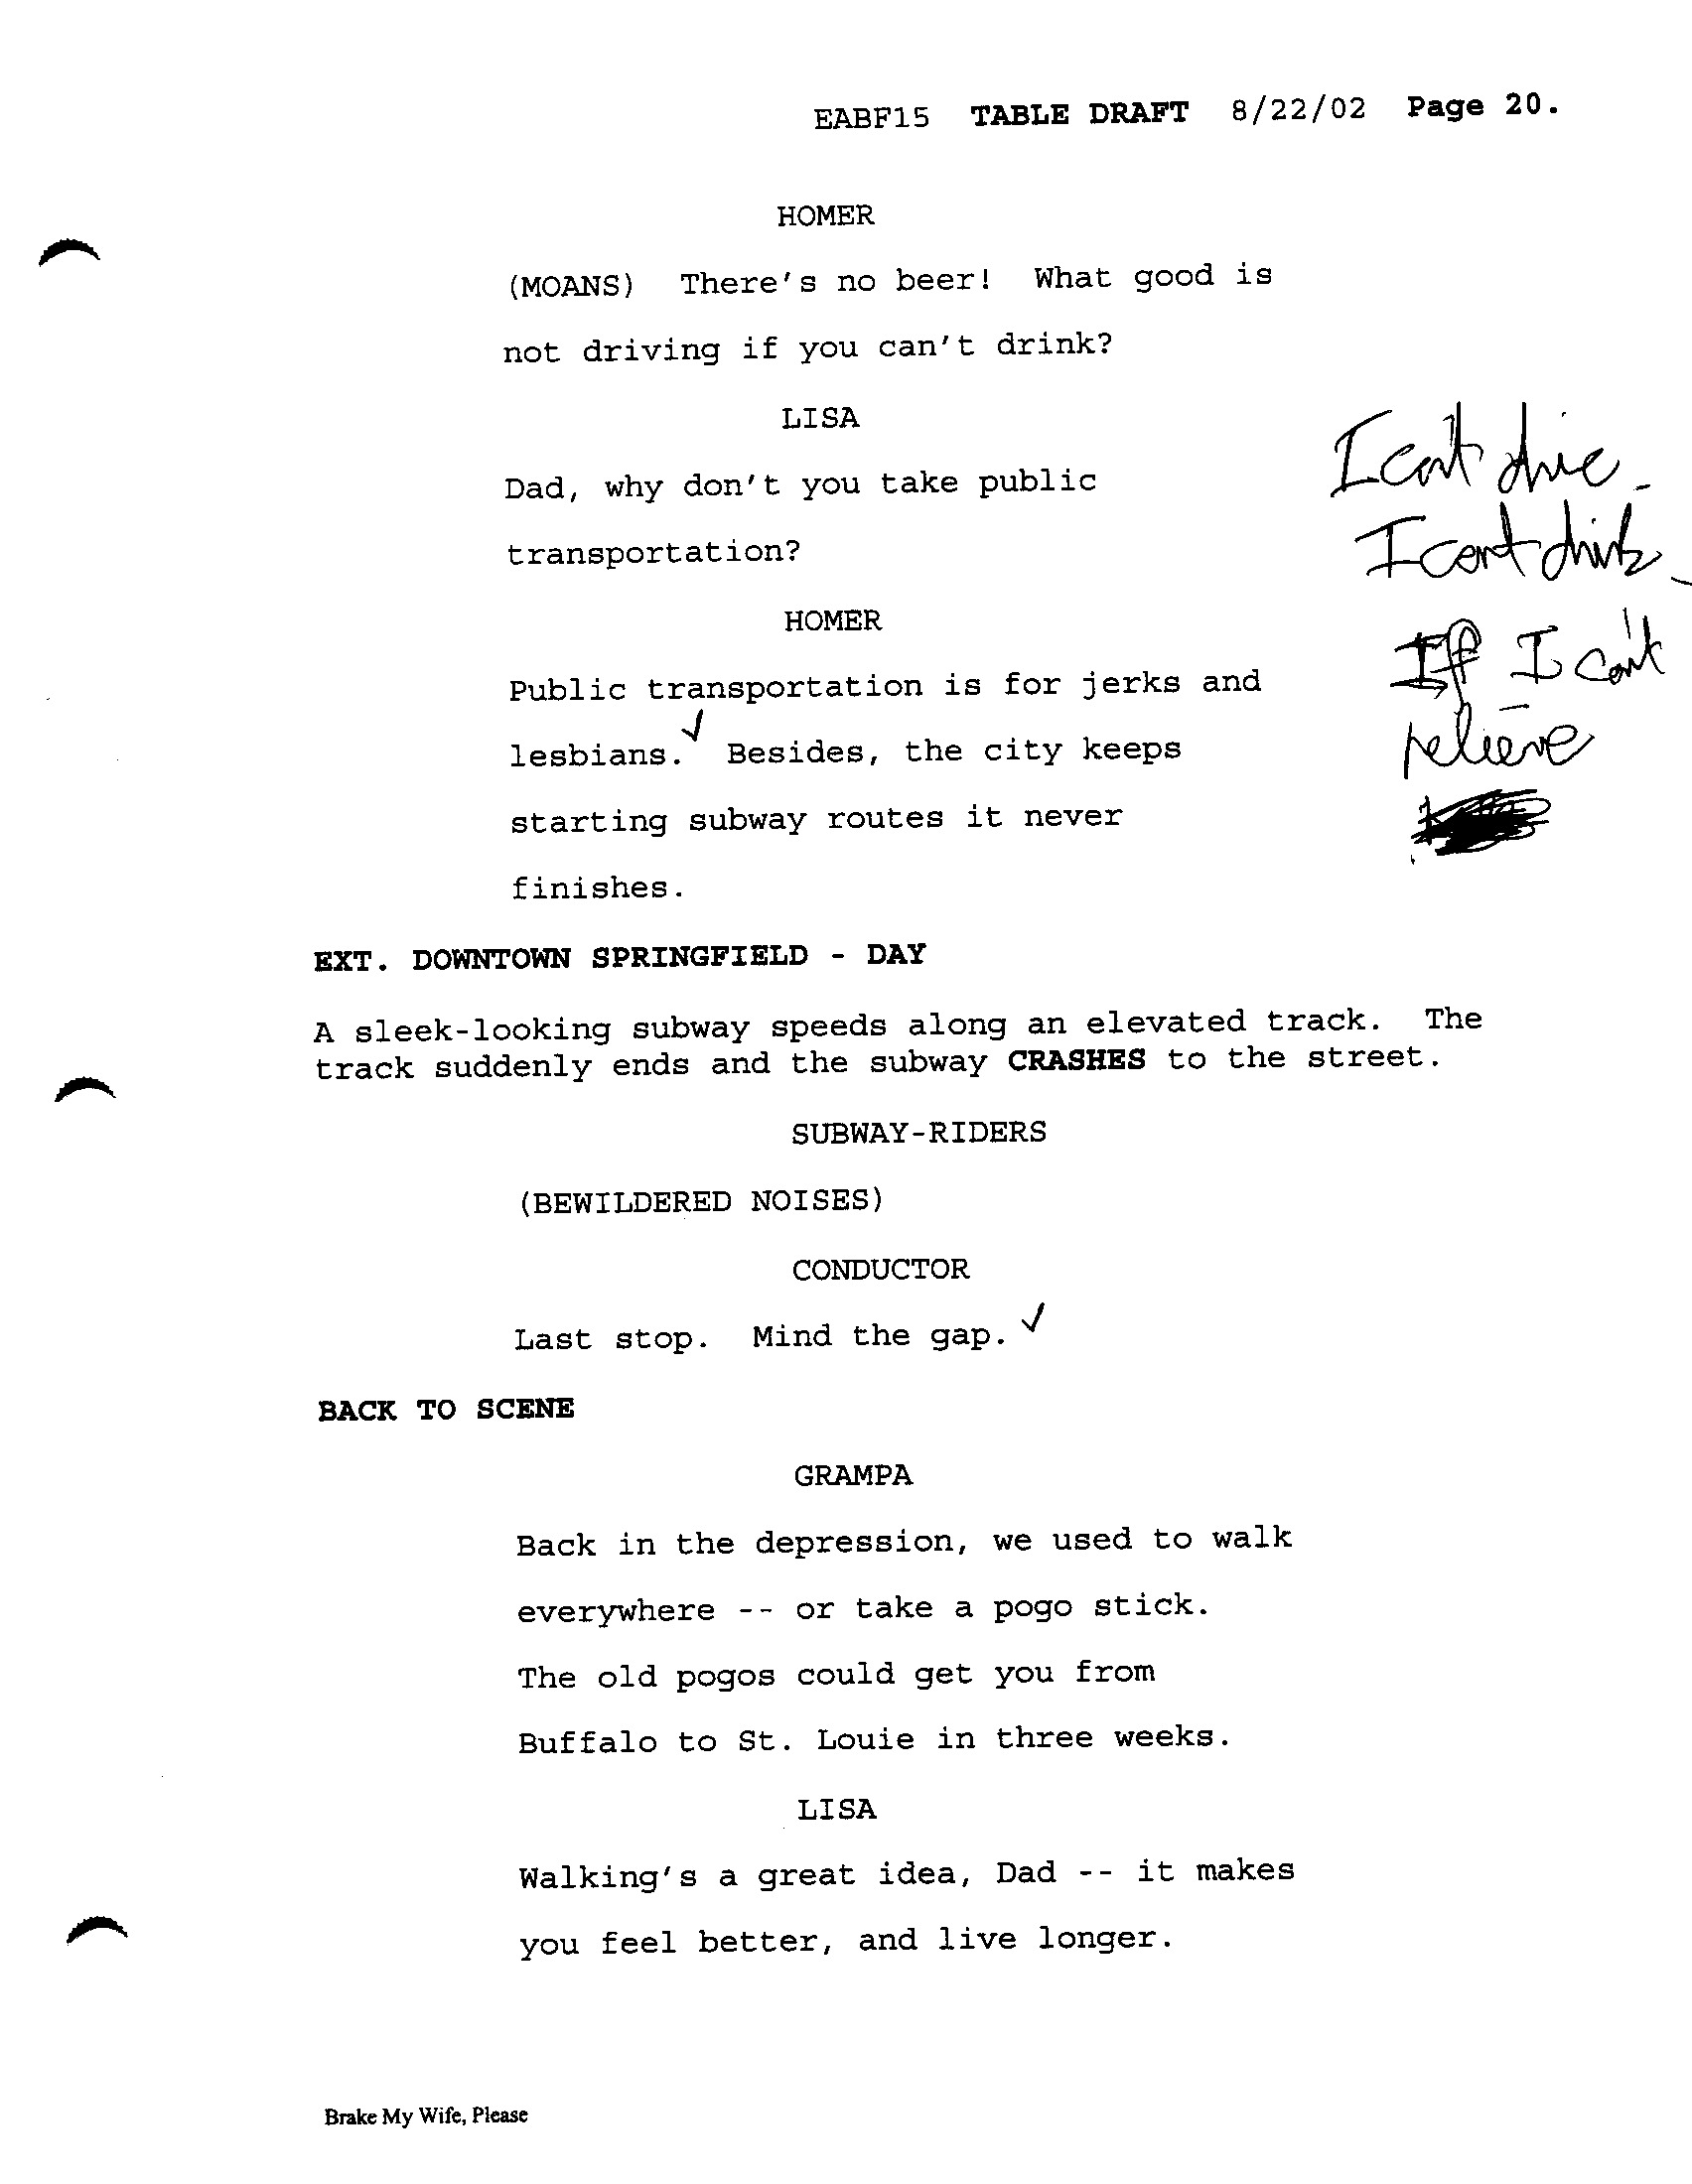 EABF15 TABLE DRAFT 8/22/02 Page 20.
HOMER
(MOANS) There's no beer! What good is
not driving if you can't drink?
LISA
Dad, why don't you take public
transportation?
HOMER
Public transportation is for jerks and
lesbians. Besides, the city keeps
starting subway routes it never
finishes.
I can't drive
I can't drink
If I can't
relieve
EXT. DOWNTOWN SPRINGFIELD - DAY
A sleek-looking subway speeds along an elevated track. The
track suddenly ends and the subway CRASHES to the street.
SUBWAY-RIDERS
(BEWILDERED NOISES)
CONDUCTOR
Last stop. Mind the gap.
BACK TO SCENE
GRAMPA
Back in the depression, we used to walk
everywhere -- or take a pogo stick.
The old pogos could get you from
Buffalo to St. Louie in three weeks.
LISA
Walking's a great idea, Dad -- it makes
you feel better, and live longer.
Brake My Wife, Please